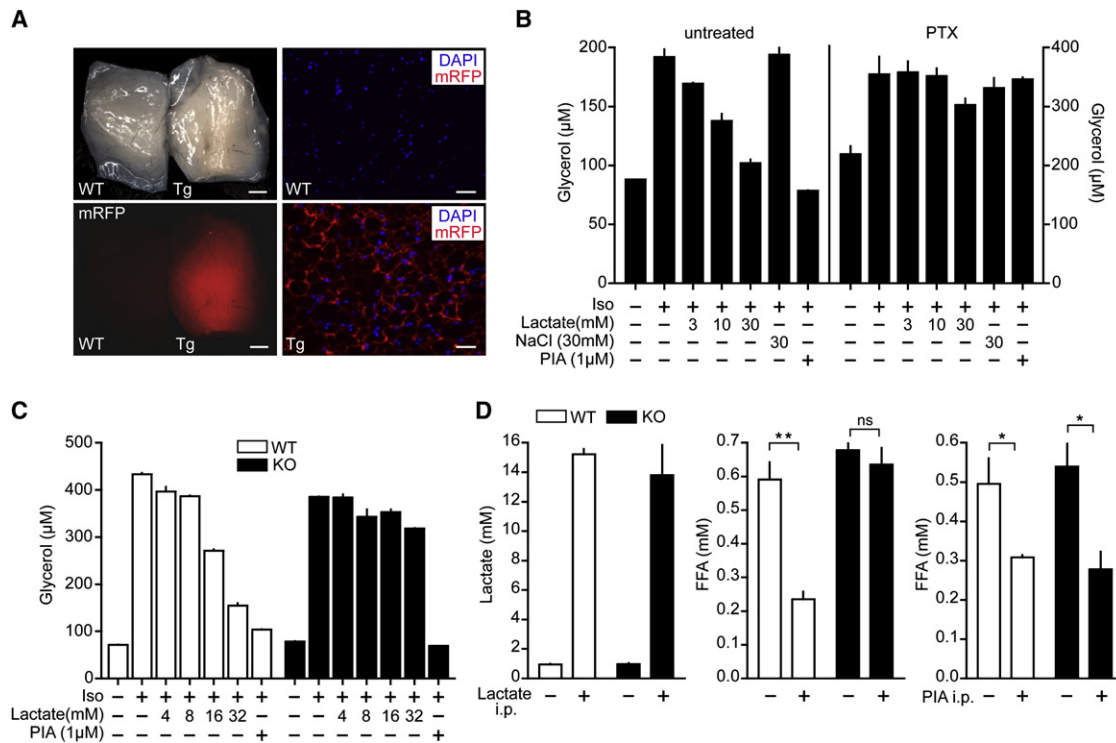 A
WT
Tg
DAPI
mRFP
WT
mRFP
WT
Tg
DAPI
mRFP
Tg
B
untreated
PTX
Glycerol (µM)
200
150
100
50
0
400
300
200
100
0
Glycerol (µM)
Iso − + + + + + + − + + + + + +
Lactate(mM) − − 3 10 30 − − − − 3 10 30 − −
NaCl (30mM) − − − − − 30 − − − − − − 30 −
PIA (1µM) − − − − − − + − − − − − − +
C
WT
KO
Glycerol (µM)
500
400
300
200
100
0
Iso − + + + + + + − + + + + + +
Lactate(mM) − − 4 8 16 32 − − − 4 8 16 32 −
PIA (1µM) − − − − − − + − − − − − − +
D
WT
KO
Lactate (mM)
16
14
12
10
8
6
4
2
0
Lactate i.p. − + − +
FFA (mM)
0.7
0.6
0.5
0.4
0.3
0.2
0.1
0
**
ns
− + − +
FFA (mM)
0.6
0.5
0.4
0.3
0.2
0.1
0
*
*
PIA i.p. − + − +